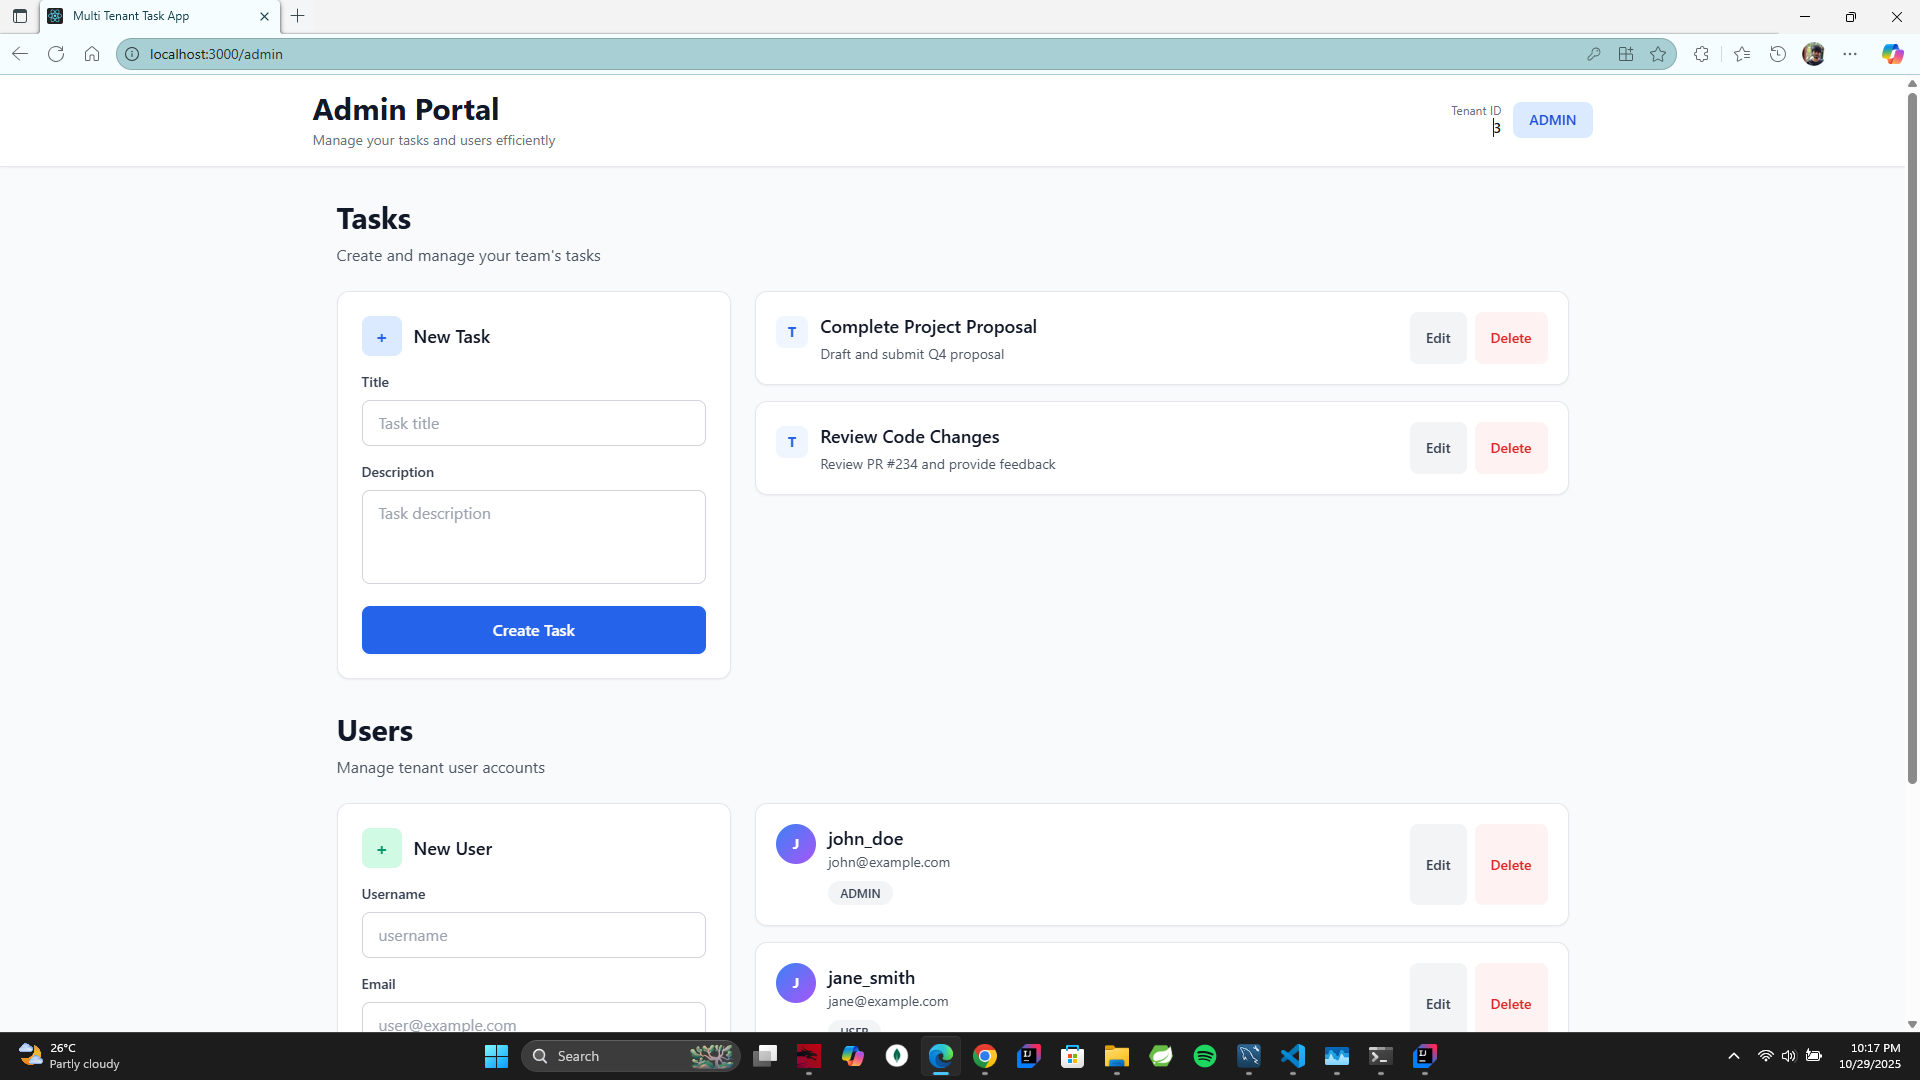 Multi Tenant Task App
localhost:3000/admin
Admin Portal
Manage your tasks and users efficiently
Tenant ID
3
ADMIN
Tasks
Create and manage your team's tasks
+
New Task
Title
Task title
Description
Task description
Create Task
T
Complete Project Proposal
Draft and submit Q4 proposal
Edit
Delete
T
Review Code Changes
Review PR #234 and provide feedback
Edit
Delete
Users
Manage tenant user accounts
+
New User
Username
username
Email
user@example.com
J
john_doe
john@example.com
ADMIN
Edit
Delete
J
jane_smith
jane@example.com
USER
Edit
Delete
26°C
Partly cloudy
Search
10:17 PM
10/29/2025